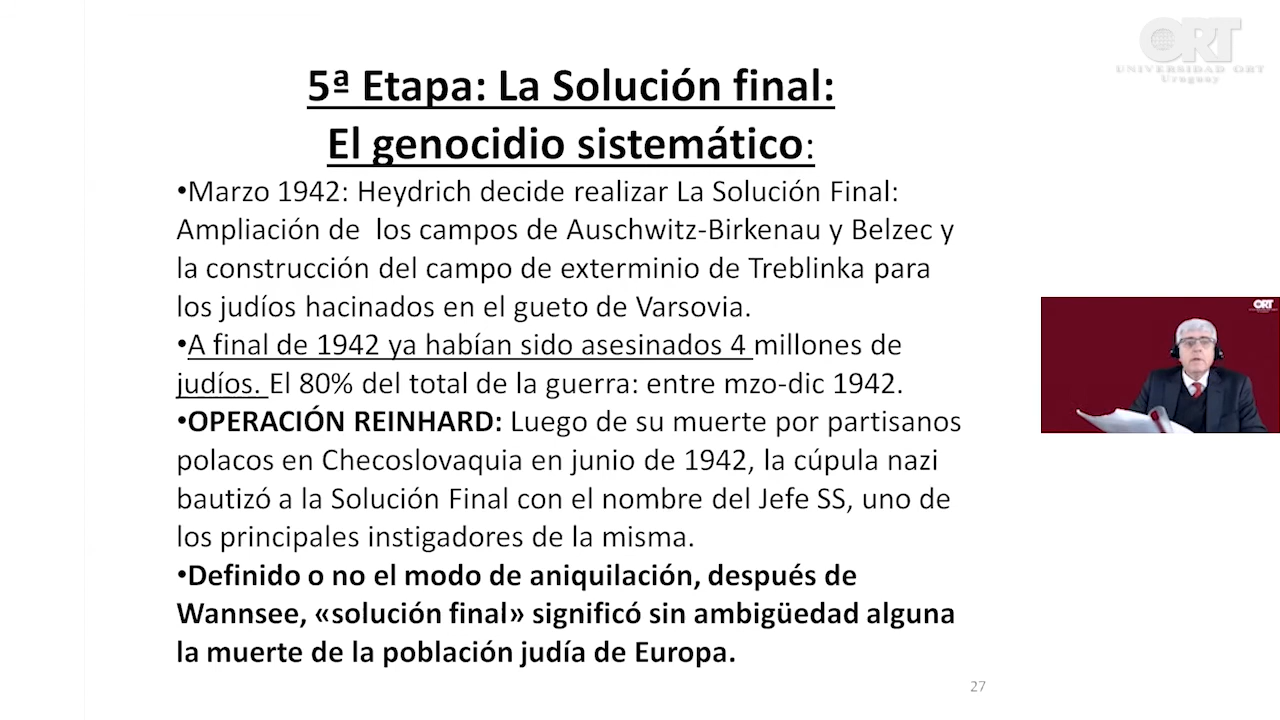 ORT
UNIVERSIDAD ORT
Uruguay
5ª Etapa: La Solución final:
El genocidio sistemático:
•Marzo 1942: Heydrich decide realizar La Solución Final:
Ampliación de los campos de Auschwitz-Birkenau y Belzec y
la construcción del campo de exterminio de Treblinka para
los judíos hacinados en el gueto de Varsovia.
•A final de 1942 ya habían sido asesinados 4 millones de
judíos. El 80% del total de la guerra: entre mzo-dic 1942.
•OPERACIÓN REINHARD: Luego de su muerte por partisanos
polacos en Checoslovaquia en junio de 1942, la cúpula nazi
bautizó a la Solución Final con el nombre del Jefe SS, uno de
los principales instigadores de la misma.
•Definido o no el modo de aniquilación, después de
Wannsee, «solución final» significó sin ambigüedad alguna
la muerte de la población judía de Europa.
27
ORT